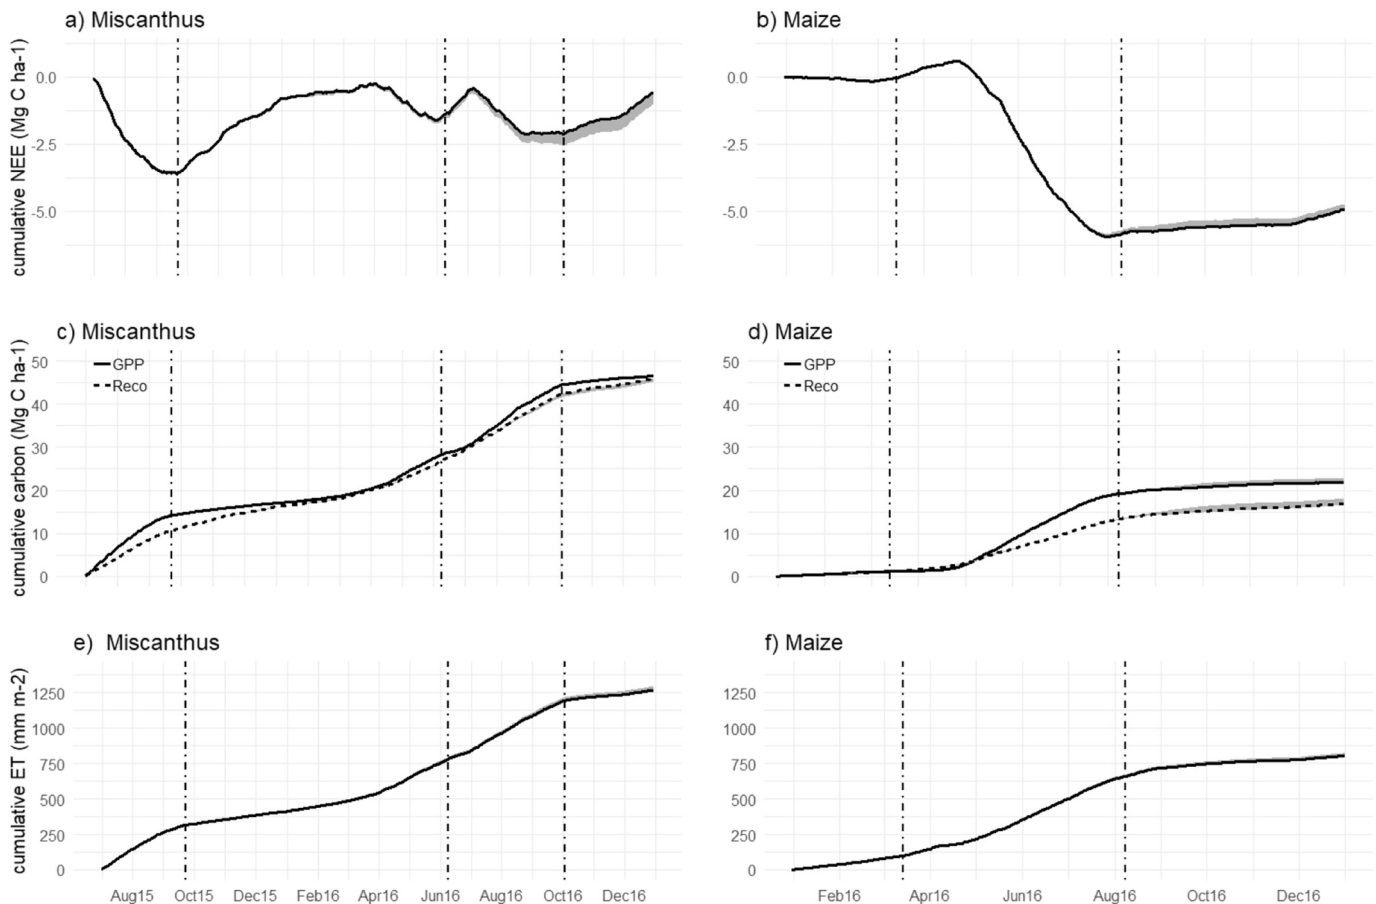 a) Miscanthus
b) Maize
cumulative NEE (Mg C ha-1)
0.0
-2.5
-5.0
0.0
-2.5
-5.0
c) Miscanthus
d) Maize
cumulative carbon (Mg C ha-1)
50
40
30
20
10
0
GPP
Reco
50
40
30
20
10
0
GPP
Reco
e) Miscanthus
f) Maize
cumulative ET (mm m-2)
1250
1000
750
500
250
0
1250
1000
750
500
250
0
Aug15 Oct15 Dec15 Feb16 Apr16 Jun16 Aug16 Oct16 Dec16
Feb16 Apr16 Jun16 Aug16 Oct16 Dec16